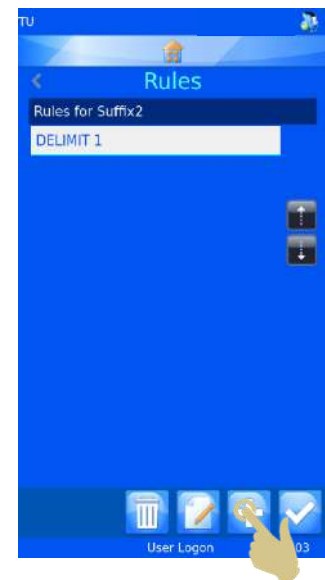 TU
Rules
Rules for Suffix2
DELIMIT 1
User Logon
03